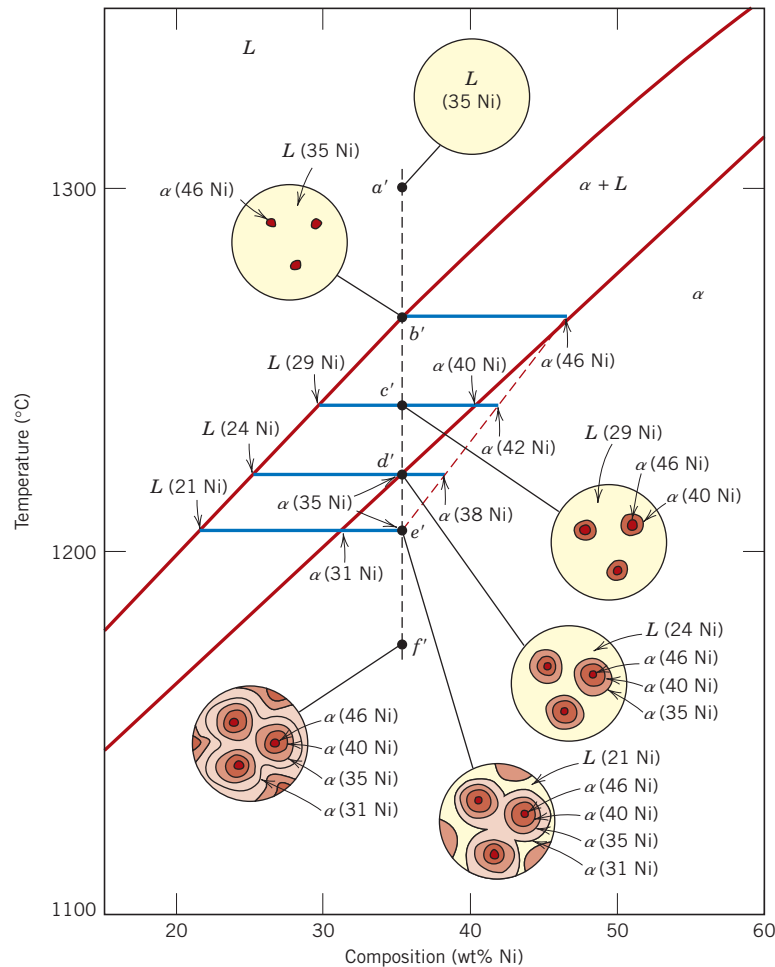 L
L
(35 Ni)
L (35 Ni)
α (46 Ni)
1300
a′
α + L
α
b′
L (29 Ni)
α (40 Ni)
α (46 Ni)
c′
L (24 Ni)
α (42 Ni)
L (29 Ni)
d′
α (46 Ni)
L (21 Ni)
α (35 Ni)
α (38 Ni)
α (40 Ni)
e′
1200
α (31 Ni)
Temperature (°C)
f′
L (24 Ni)
α (46 Ni)
α (40 Ni)
α (35 Ni)
α (46 Ni)
α (40 Ni)
α (35 Ni)
α (31 Ni)
L (21 Ni)
α (46 Ni)
α (40 Ni)
α (35 Ni)
α (31 Ni)
1100
20 30 40 50 60
Composition (wt% Ni)